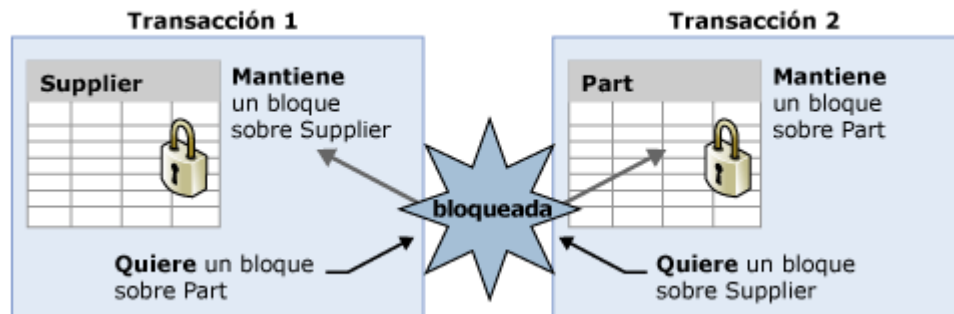 Transacción 1
Transacción 2
Supplier
Mantiene
un bloque
sobre Supplier
Part
Mantiene
un bloque
sobre Part
bloqueada
Quiere un bloque
sobre Part
Quiere un bloque
sobre Supplier